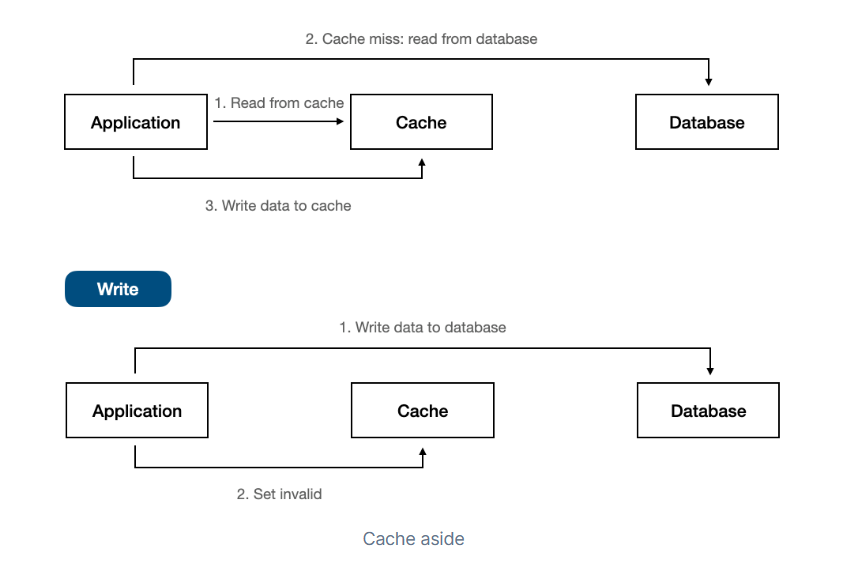 2. Cache miss: read from database
1. Read from cache
Application
Cache
Database
3. Write data to cache
Write
1. Write data to database
Application
Cache
Database
2. Set invalid
Cache aside